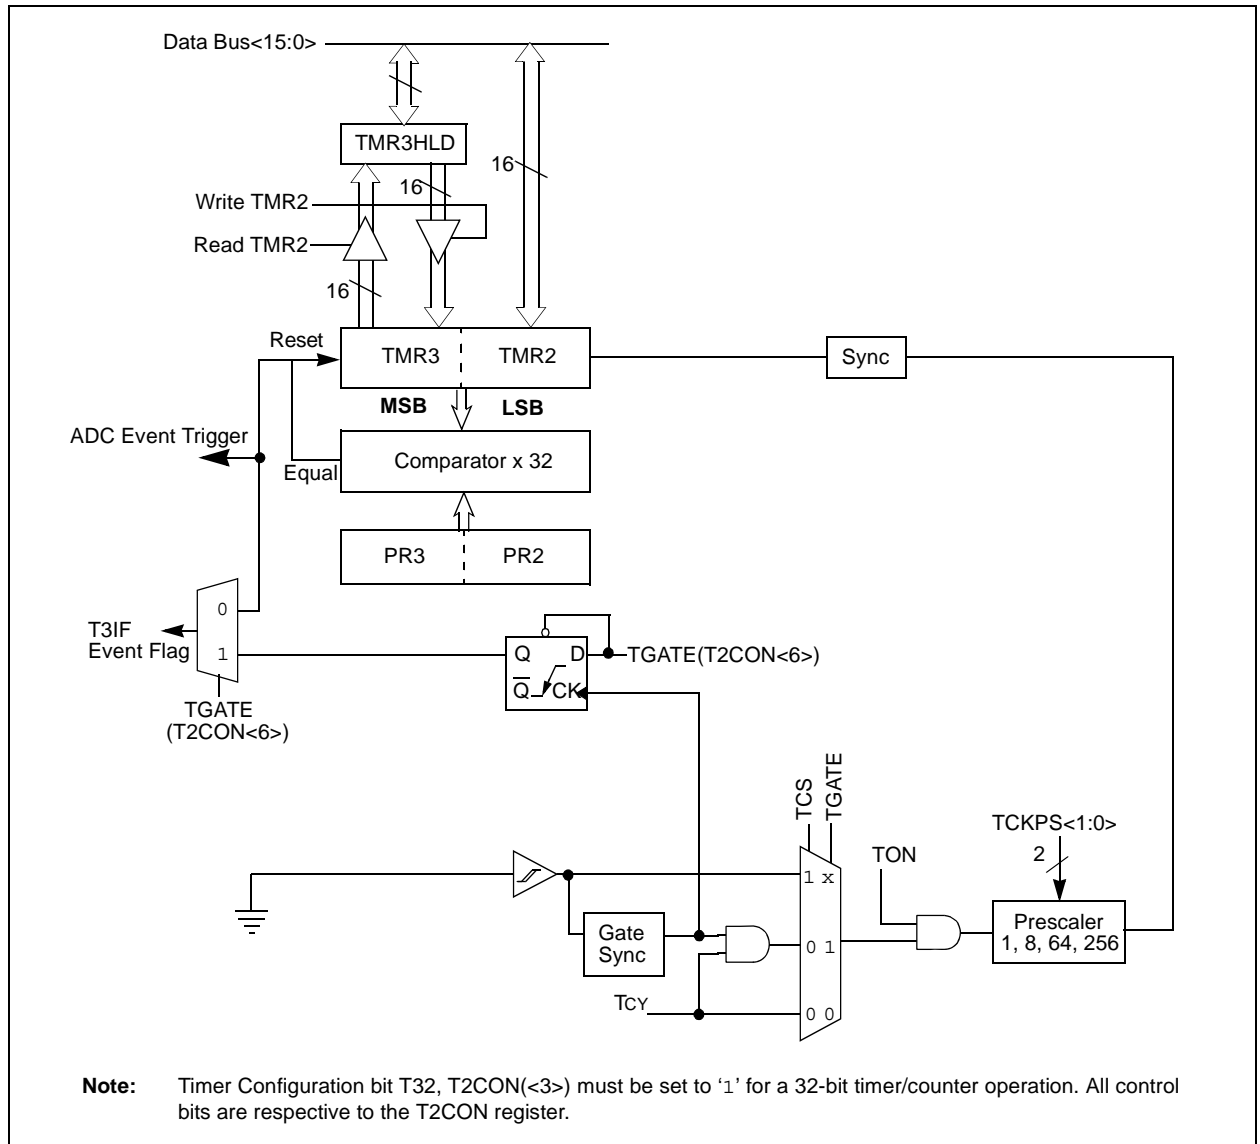 Data Bus<15:0>
TMR3HLD
16
16
Write TMR2
Read TMR2
16
Reset
TMR3
TMR2
Sync
MSB
LSB
ADC Event Trigger
Equal
Comparator x 32
PR3
PR2
0
T3IF
Event Flag
1
Q
D
TGATE(T2CON<6>)
Q
CK
TGATE
(T2CON<6>)
TCS
TGATE
TCKPS<1:0>
2
TON
1 x
Gate
Sync
0 1
Prescaler
1, 8, 64, 256
TCY
0 0
Note: Timer Configuration bit T32, T2CON(<3>) must be set to ‘1’ for a 32-bit timer/counter operation. All control
bits are respective to the T2CON register.